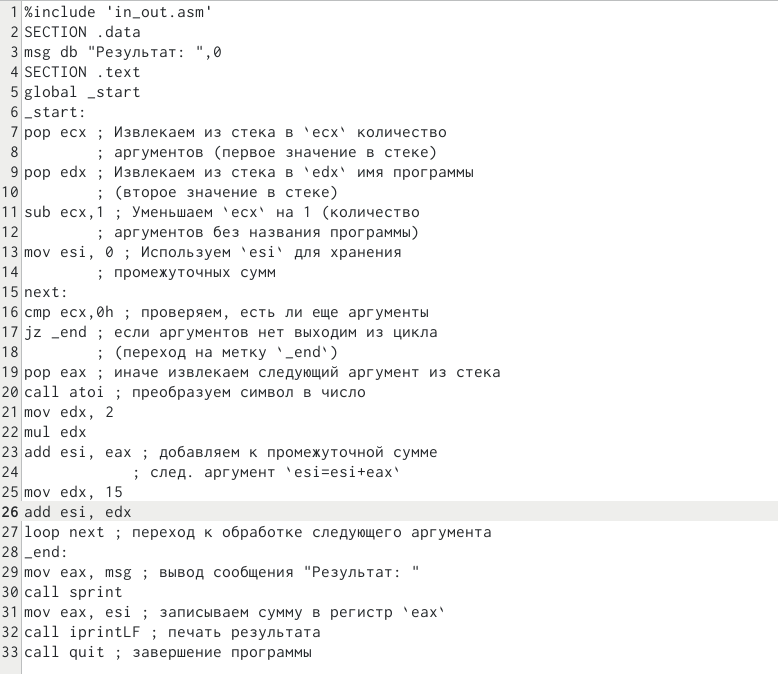 1 %include 'in_out.asm'
2 SECTION .data
3 msg db "Результат: ",0
4 SECTION .text
5 global _start
6 _start:
7 pop ecx ; Извлекаем из стека в `ecx` количество
8 ; аргументов (первое значение в стеке)
9 pop edx ; Извлекаем из стека в `edx` имя программы
10 ; (второе значение в стеке)
11 sub ecx,1 ; Уменьшаем `ecx` на 1 (количество
12 ; аргументов без названия программы)
13 mov esi, 0 ; Используем `esi` для хранения
14 ; промежуточных сумм
15 next:
16 cmp ecx,0h ; проверяем, есть ли еще аргументы
17 jz _end ; если аргументов нет выходим из цикла
18 ; (переход на метку `_end`)
19 pop eax ; иначе извлекаем следующий аргумент из стека
20 call atoi ; преобразуем символ в число
21 mov edx, 2
22 mul edx
23 add esi, eax ; добавляем к промежуточной сумме
24 ; след. аргумент `esi=esi+eax`
25 mov edx, 15
26 add esi, edx
27 loop next ; переход к обработке следующего аргумента
28 _end:
29 mov eax, msg ; вывод сообщения "Результат: "
30 call sprint
31 mov eax, esi ; записываем сумму в регистр `eax`
32 call iprintLF ; печать результата
33 call quit ; завершение программы